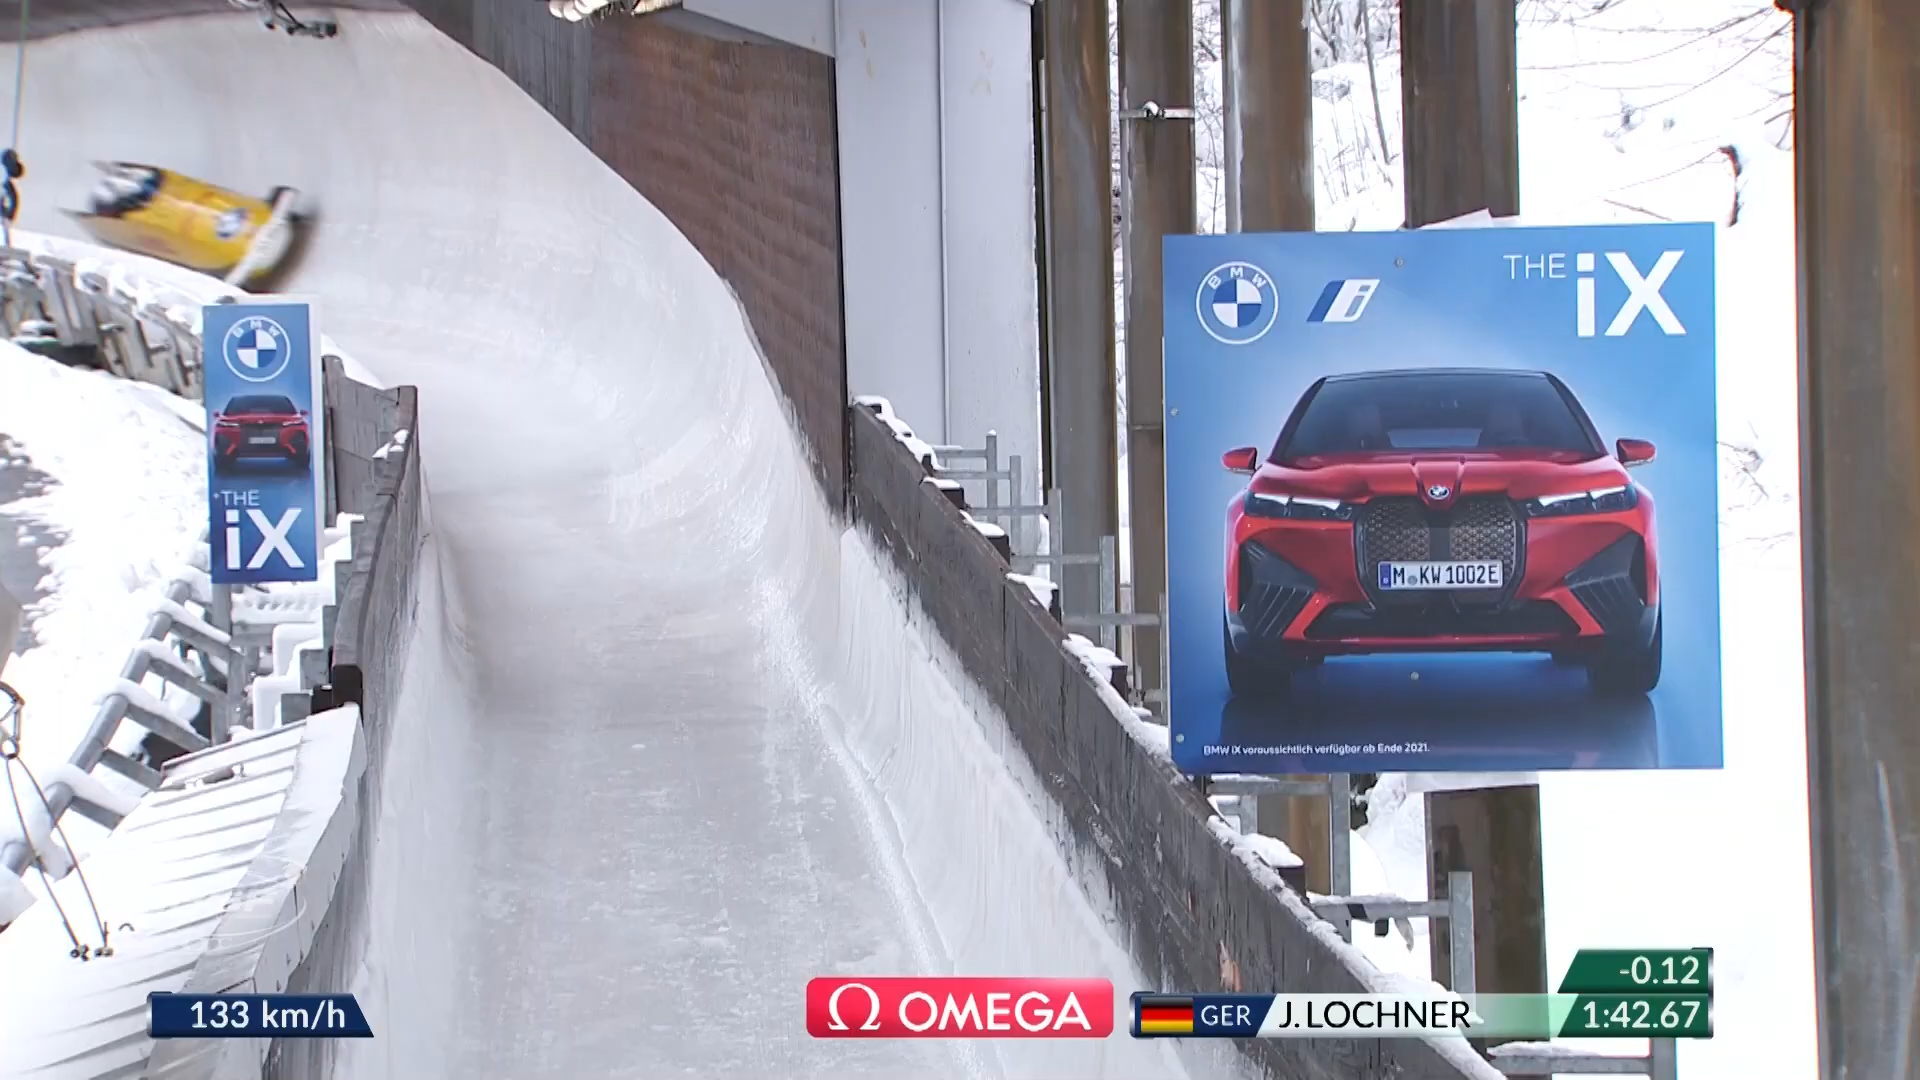 BMW
THE
iX
BMW
i
THE iX
M KW 1002E
BMW iX voraussichtlich verfügbar ab Ende 2021.
133 km/h
Ω OMEGA
GER J. LOCHNER
-0.12
1:42.67